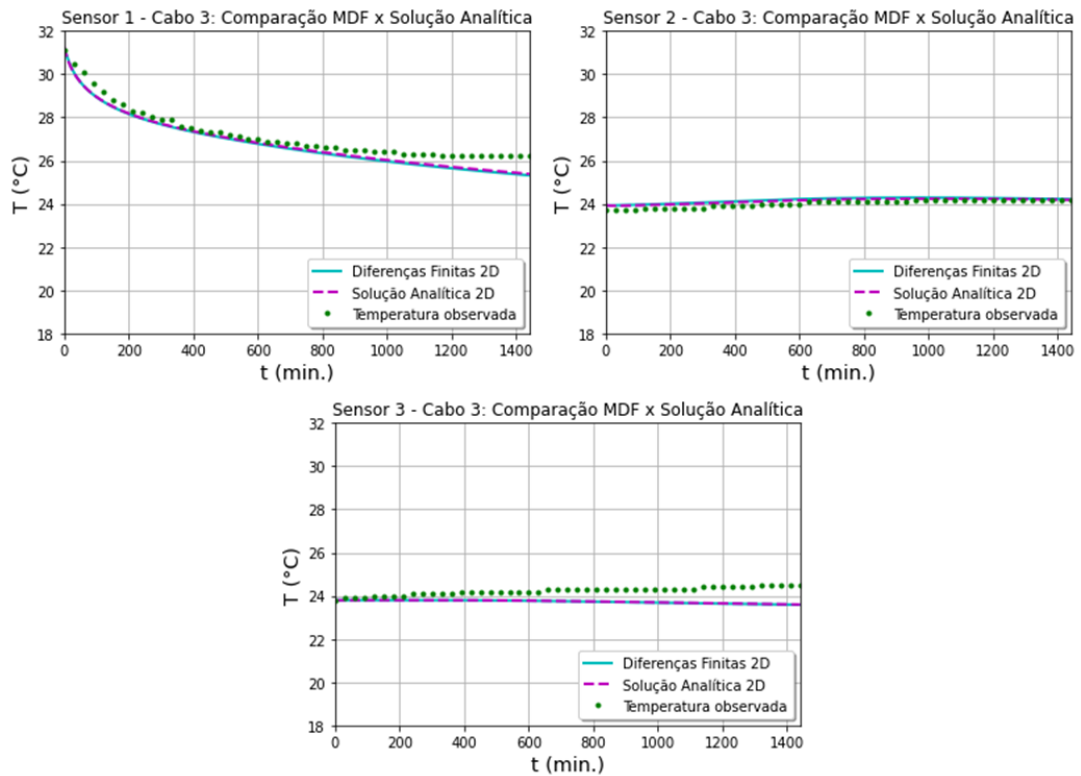 Sensor 1 - Cabo 3: Comparação MDF x Solução Analítica
32
30
28
26
24
22
20
18
T (°C)
0 200 400 600 800 1000 1200 1400
t (min.)
Diferenças Finitas 2D
Solução Analítica 2D
Temperatura observada
Sensor 2 - Cabo 3: Comparação MDF x Solução Analítica
32
30
28
26
24
22
20
18
T (°C)
0 200 400 600 800 1000 1200 1400
t (min.)
Diferenças Finitas 2D
Solução Analítica 2D
Temperatura observada
Sensor 3 - Cabo 3: Comparação MDF x Solução Analítica
32
30
28
26
24
22
20
18
T (°C)
0 200 400 600 800 1000 1200 1400
t (min.)
Diferenças Finitas 2D
Solução Analítica 2D
Temperatura observada